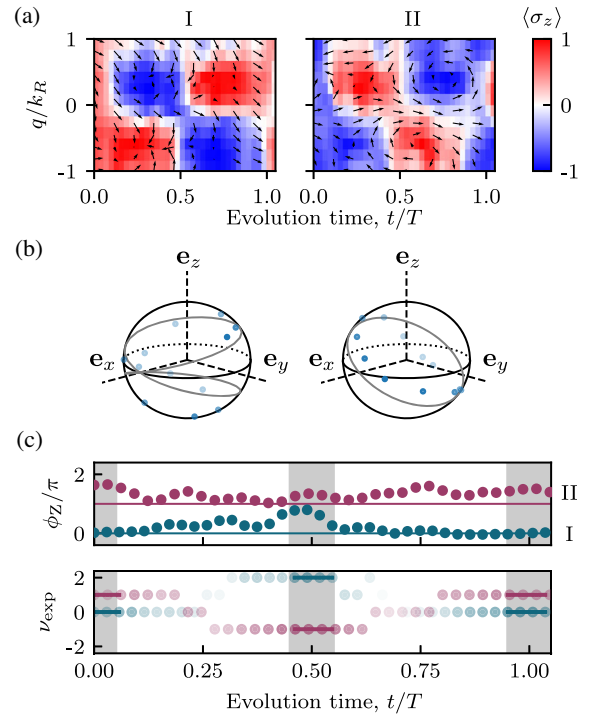 (a)
I
II
⟨σz⟩
q/kR
1
0
-1
0.0
0.5
1.0
0.0
0.5
1.0
1
-1
Evolution time, t/T
(b)
ez
ez
ex
ey
ex
ey
(c)
ϕZ/π
2
0
II
I
νexp
2
0
-2
0.00
0.25
0.50
0.75
1.00
Evolution time, t/T